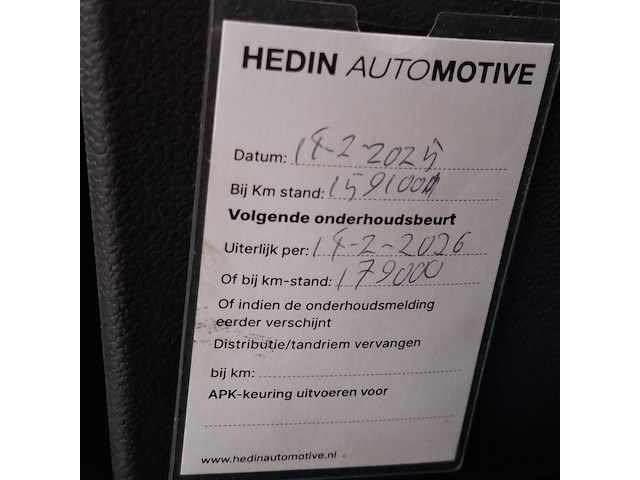 HEDIN AUTOMOTIVE
Datum: 14-2-2025
Bij Km stand: 159100
Volgende onderhoudsbeurt
Uiterlijk per: 14-2-2026
Of bij km-stand: 179000
Of indien de onderhoudsmelding
eerder verschijnt
Distributie/tandriem vervangen
bij km:
APK-keuring uitvoeren voor
www.hedinautomotive.nl